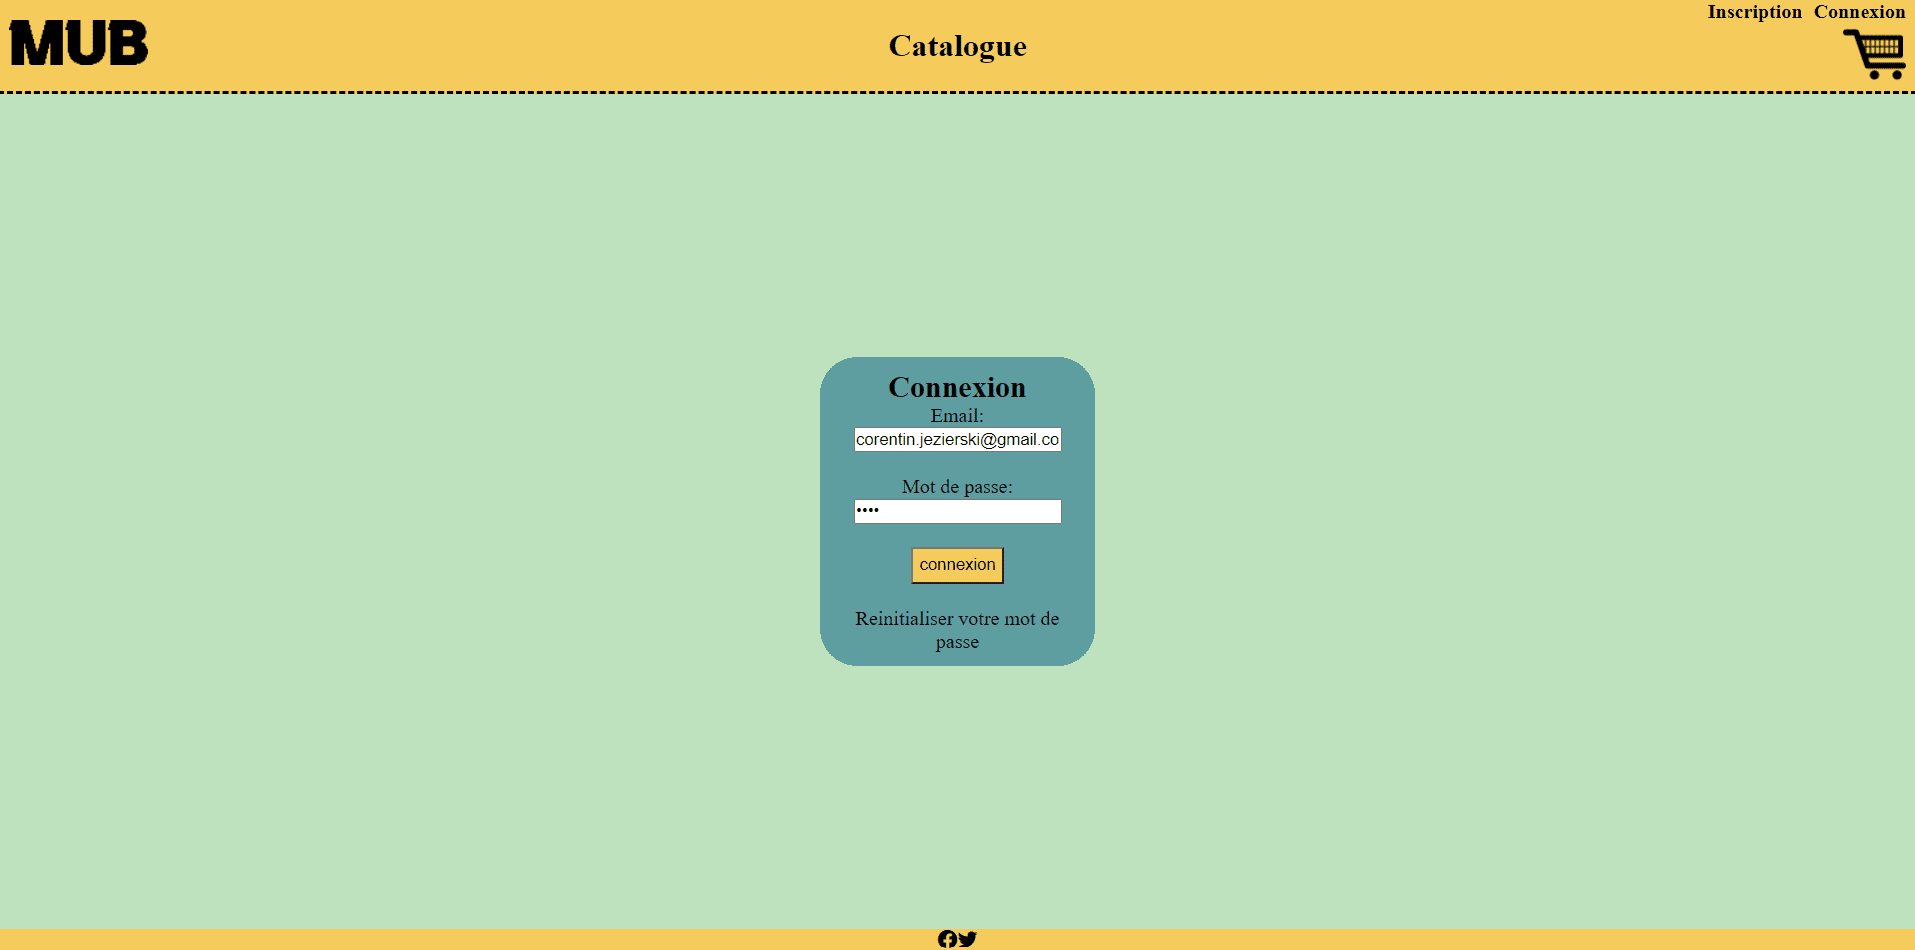 MUB
Catalogue
Inscription Connexion
Connexion
Email:
corentin.jezierski@gmail.co
Mot de passe:
••••
connexion
Reinitialiser votre mot de
passe